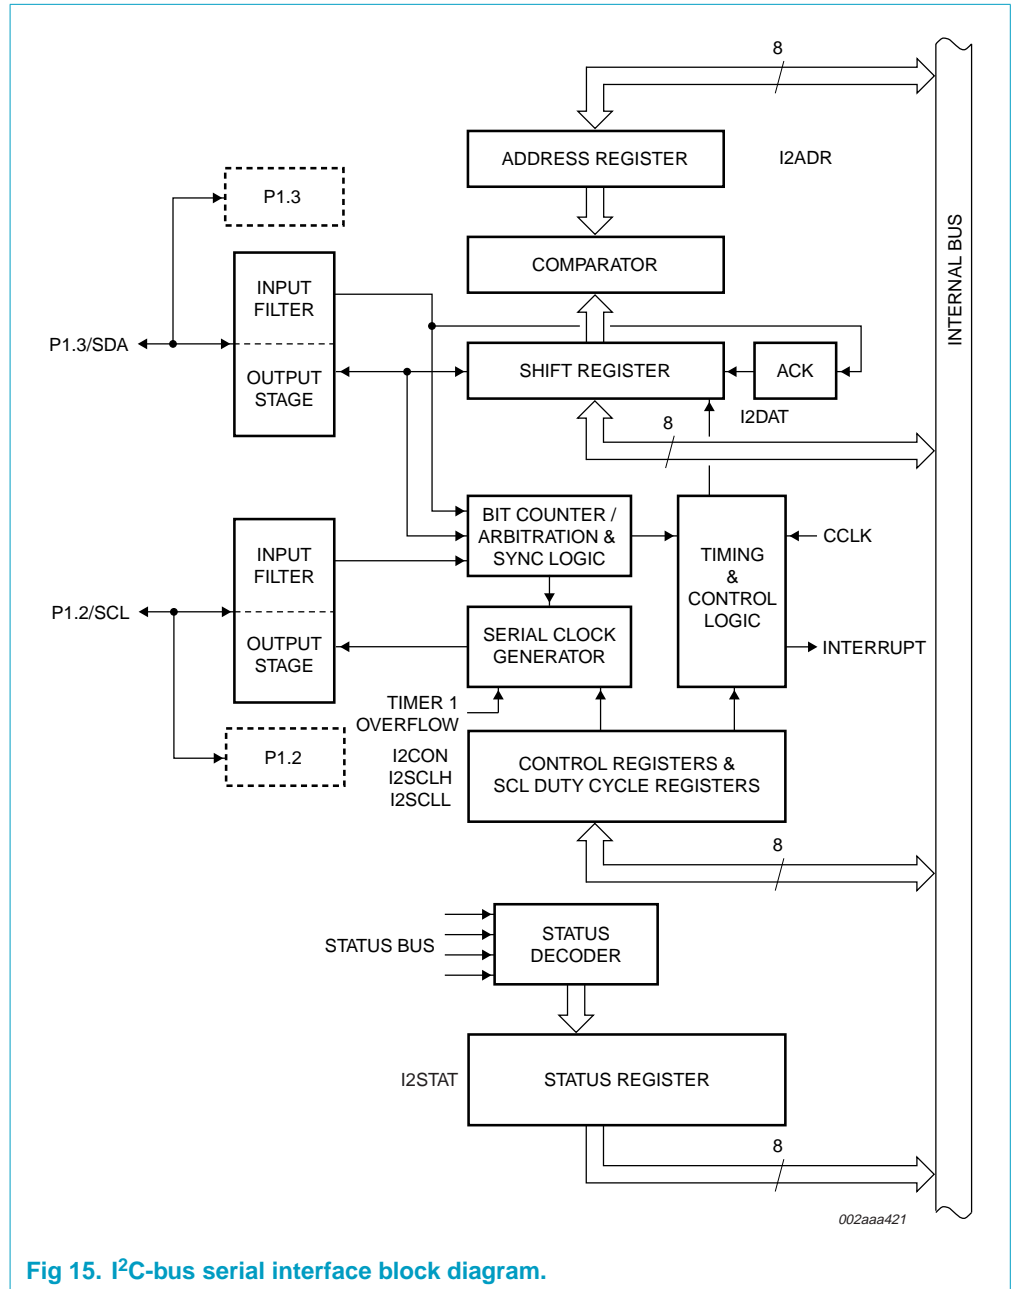 8
ADDRESS REGISTER
I2ADR
P1.3
INTERNAL BUS
COMPARATOR
INPUT
FILTER
P1.3/SDA
OUTPUT
STAGE
SHIFT REGISTER
ACK
I2DAT
8
BIT COUNTER /
ARBITRATION &
SYNC LOGIC
INPUT
FILTER
TIMING
&
CONTROL
LOGIC
CCLK
P1.2/SCL
OUTPUT
STAGE
SERIAL CLOCK
GENERATOR
INTERRUPT
TIMER 1
OVERFLOW
P1.2
I2CON
I2SCLH
I2SCLL
CONTROL REGISTERS &
SCL DUTY CYCLE REGISTERS
8
STATUS BUS
STATUS
DECODER
I2STAT
STATUS REGISTER
8
002aaa421
Fig 15. I²C-bus serial interface block diagram.